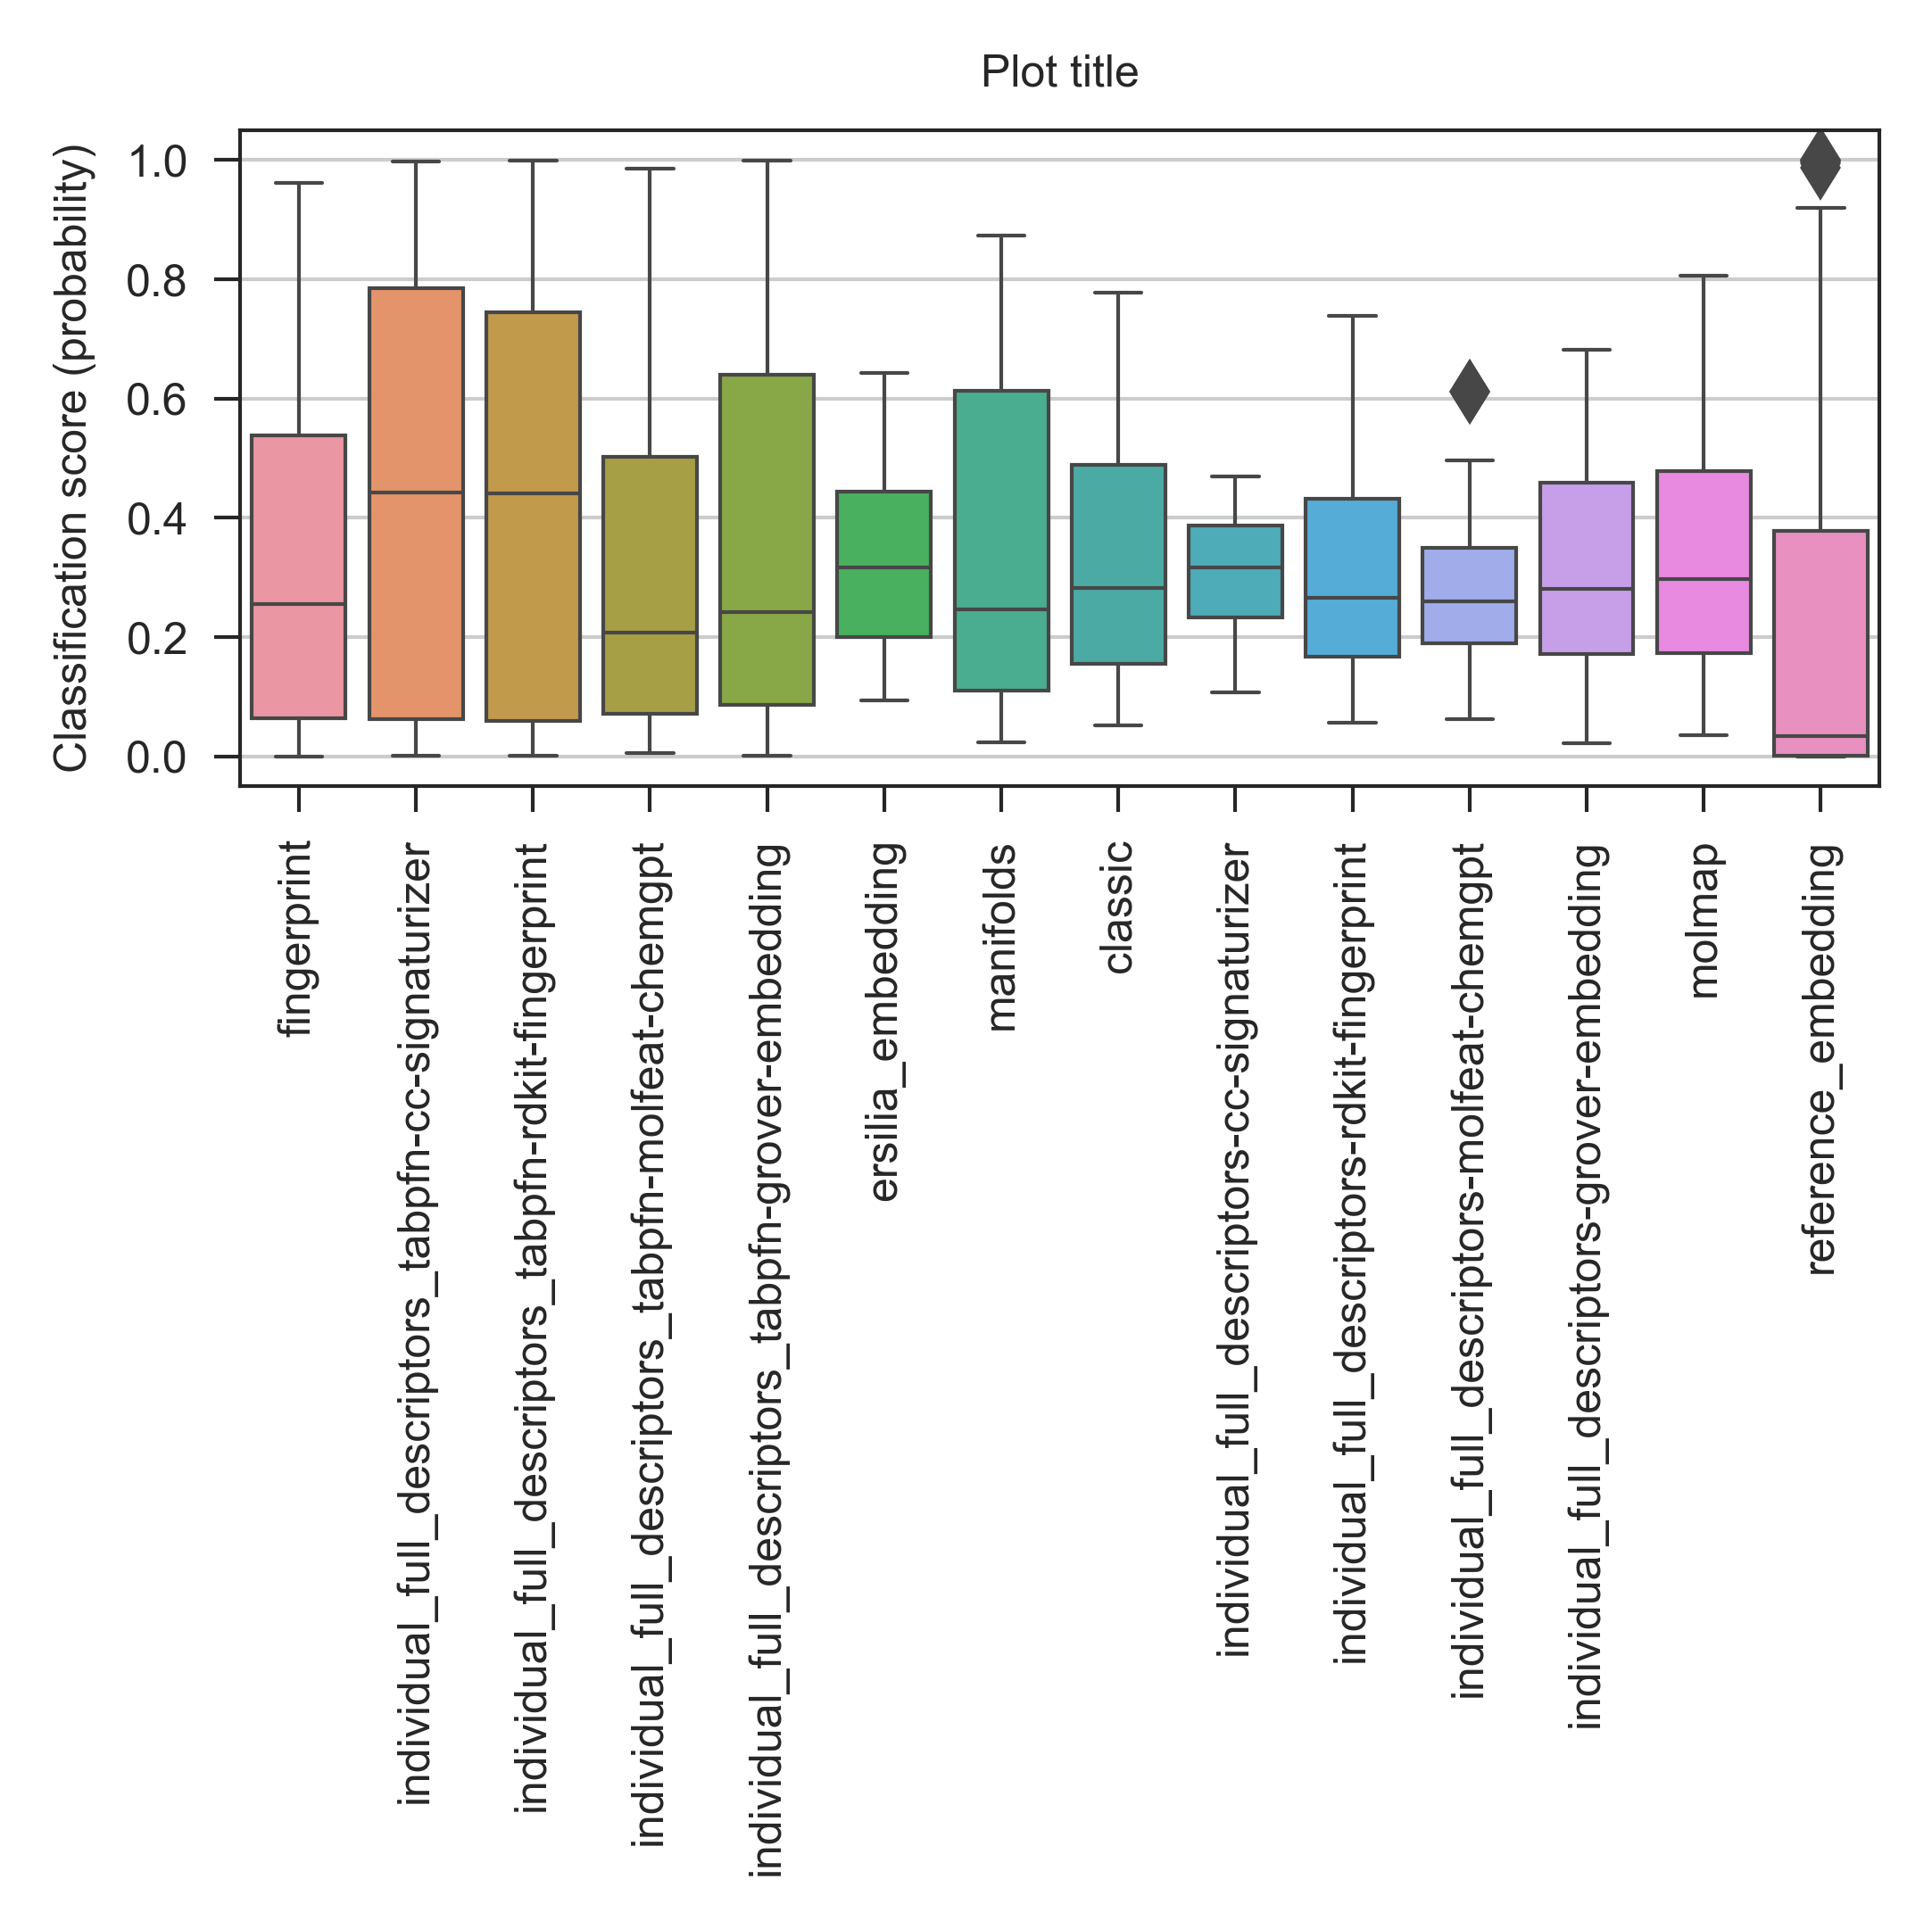 Plot title
Classification score (probability)
1.0
0.8
0.6
0.4
0.2
0.0
fingerprint
individual_full_descriptors_tabpfn-cc-signaturizer
individual_full_descriptors_tabpfn-rdkit-fingerprint
individual_full_descriptors_tabpfn-molfeat-chemgpt
individual_full_descriptors_tabpfn-grover-embedding
ersilia_embedding
manifolds
classic
individual_full_descriptors-cc-signaturizer
individual_full_descriptors-rdkit-fingerprint
individual_full_descriptors-molfeat-chemgpt
individual_full_descriptors-grover-embedding
molmap
reference_embedding